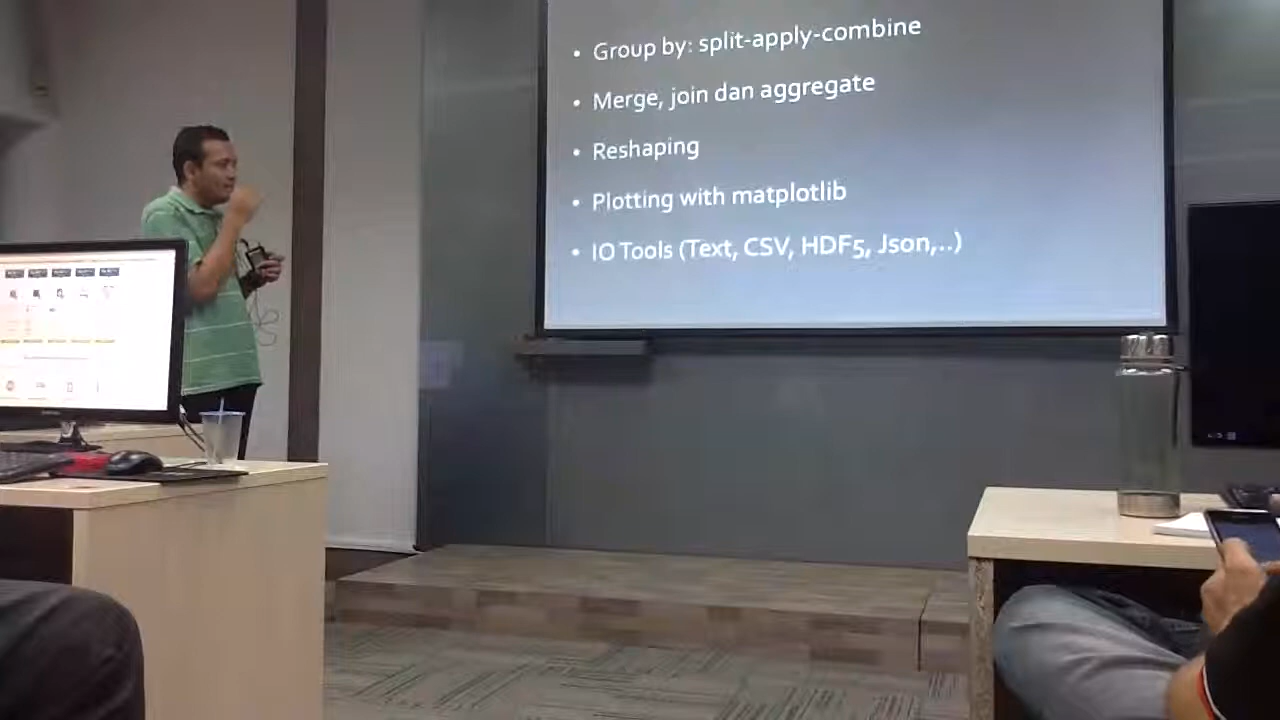 • Group by: split-apply-combine
• Merge, join dan aggregate
• Reshaping
• Plotting with matplotlib
• IO Tools (Text, CSV, HDF5, Json,..)